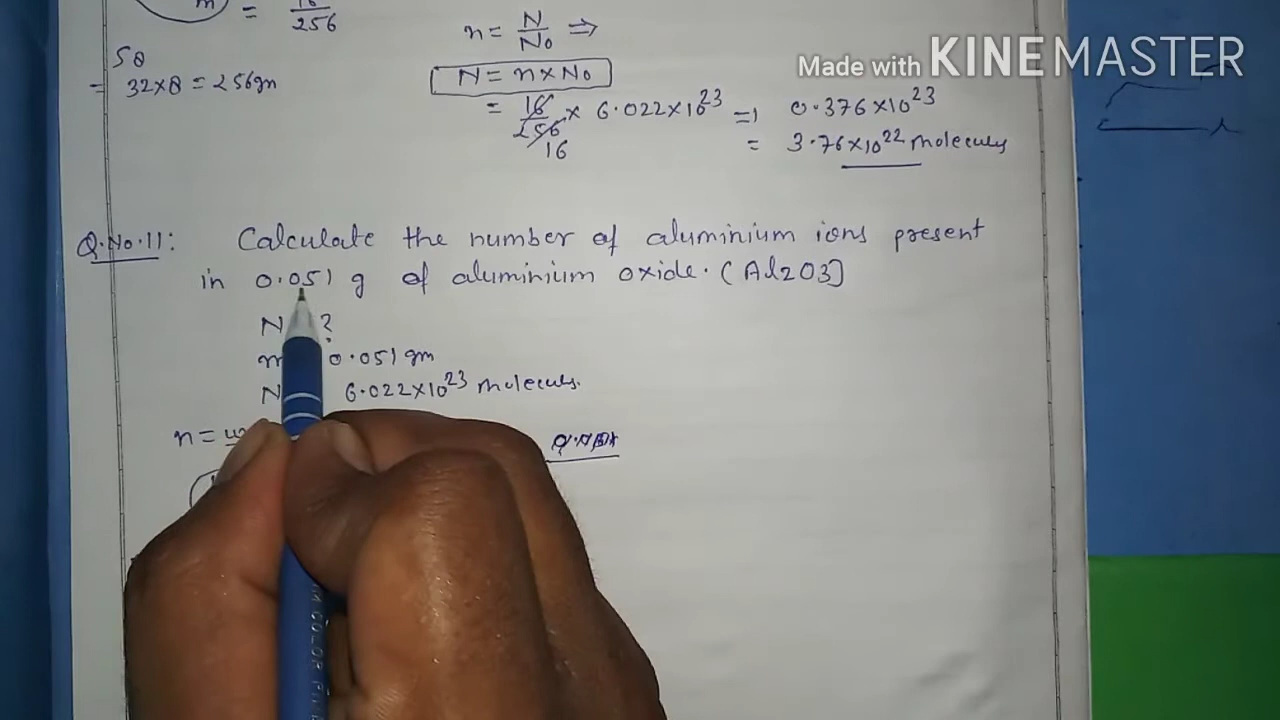 = 16/256
58
= 32×8 = 256gm
n = N/N₀ ⇒
N = n×N₀
= 16/256 × 6.022×10²³ ⇒ 0.376×10²³
16
= 3.76×10²² molecules
Made with KINEMASTER
Q.No.11: Calculate the number of aluminium ions present
in 0.051 g of aluminium oxide. (Al2O3)
N ?
m 0.051 gm
N 6.022×10²³ molecules.
n =